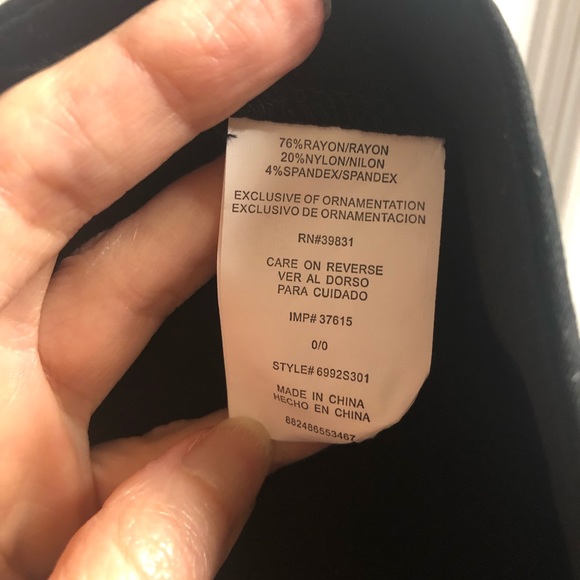 76%RAYON/RAYON
20%NYLON/NILON
4%SPANDEX/SPANDEX
EXCLUSIVE OF ORNAMENTATION
EXCLUSIVO DE ORNAMENTACION
RN#39831
CARE ON REVERSE
VER AL DORSO
PARA CUIDADO
IMP# 37615
0/0
STYLE# 6992S301
MADE IN CHINA
HECHO EN CHINA
682486553467